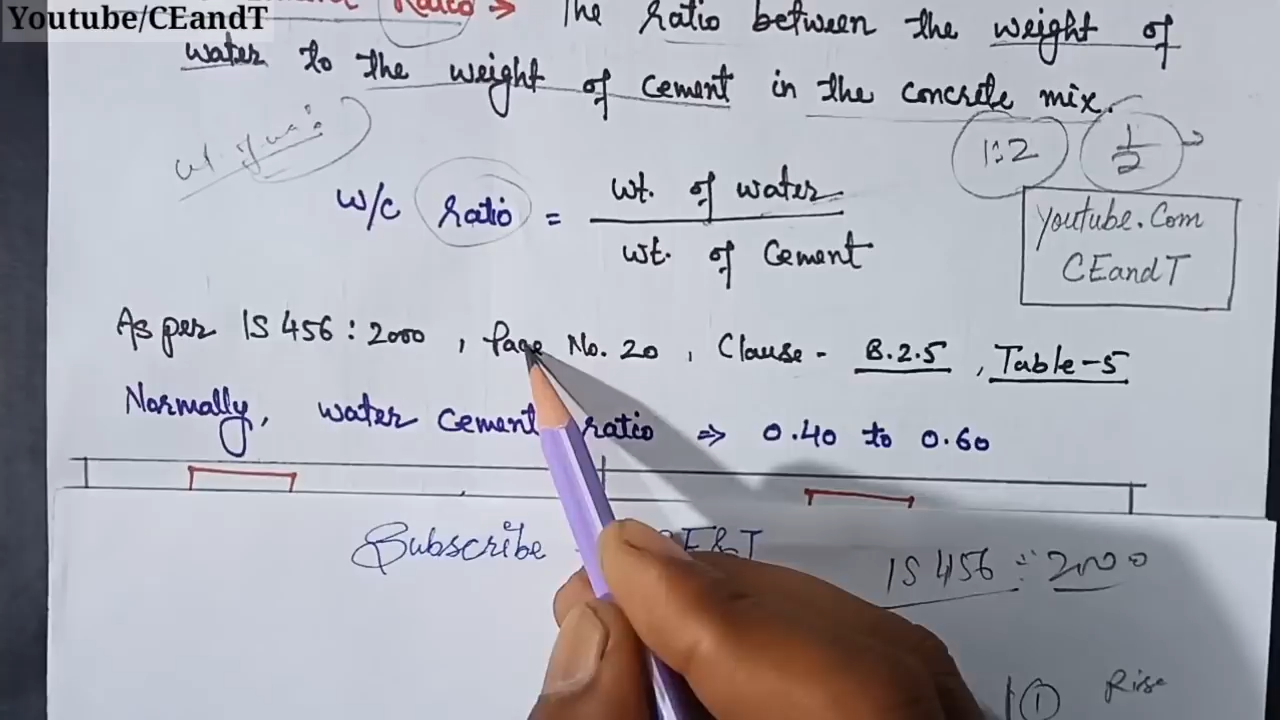 Youtube/CEandT
Ratio → The ratio between the weight of
water to the weight of cement in the concrete mix.
1:2
1/2
W/C ratio = Wt. of water / Wt. of Cement
Youtube.Com
CEandT
As per IS 456 : 2000 , Page No. 20 , Clause - 8.2.5 , Table-5
Normally, water cement ratio ⇒ 0.40 to 0.60
Subscribe E&T
IS 456 : 2000
① Rise